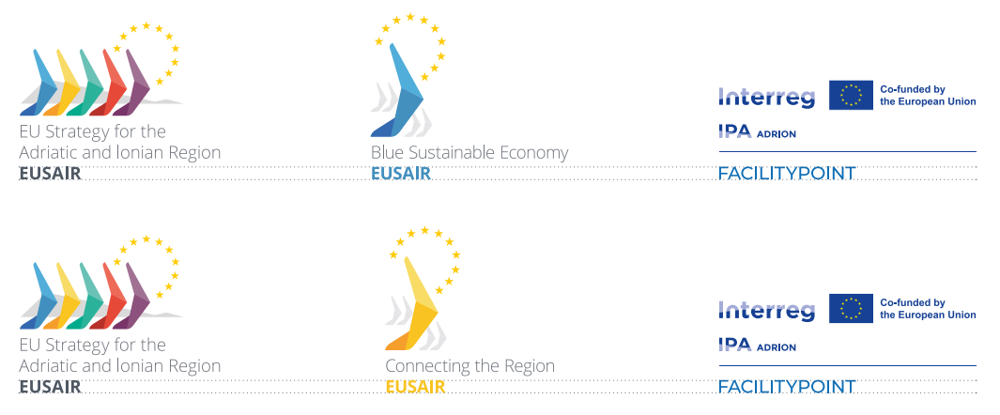 EU Strategy for the
Adriatic and Ionian Region
EUSAIR
Blue Sustainable Economy
EUSAIR
Interreg
Co-funded by
the European Union
IPA ADRION
FACILITYPOINT
EU Strategy for the
Adriatic and Ionian Region
EUSAIR
Connecting the Region
EUSAIR
Interreg
Co-funded by
the European Union
IPA ADRION
FACILITYPOINT